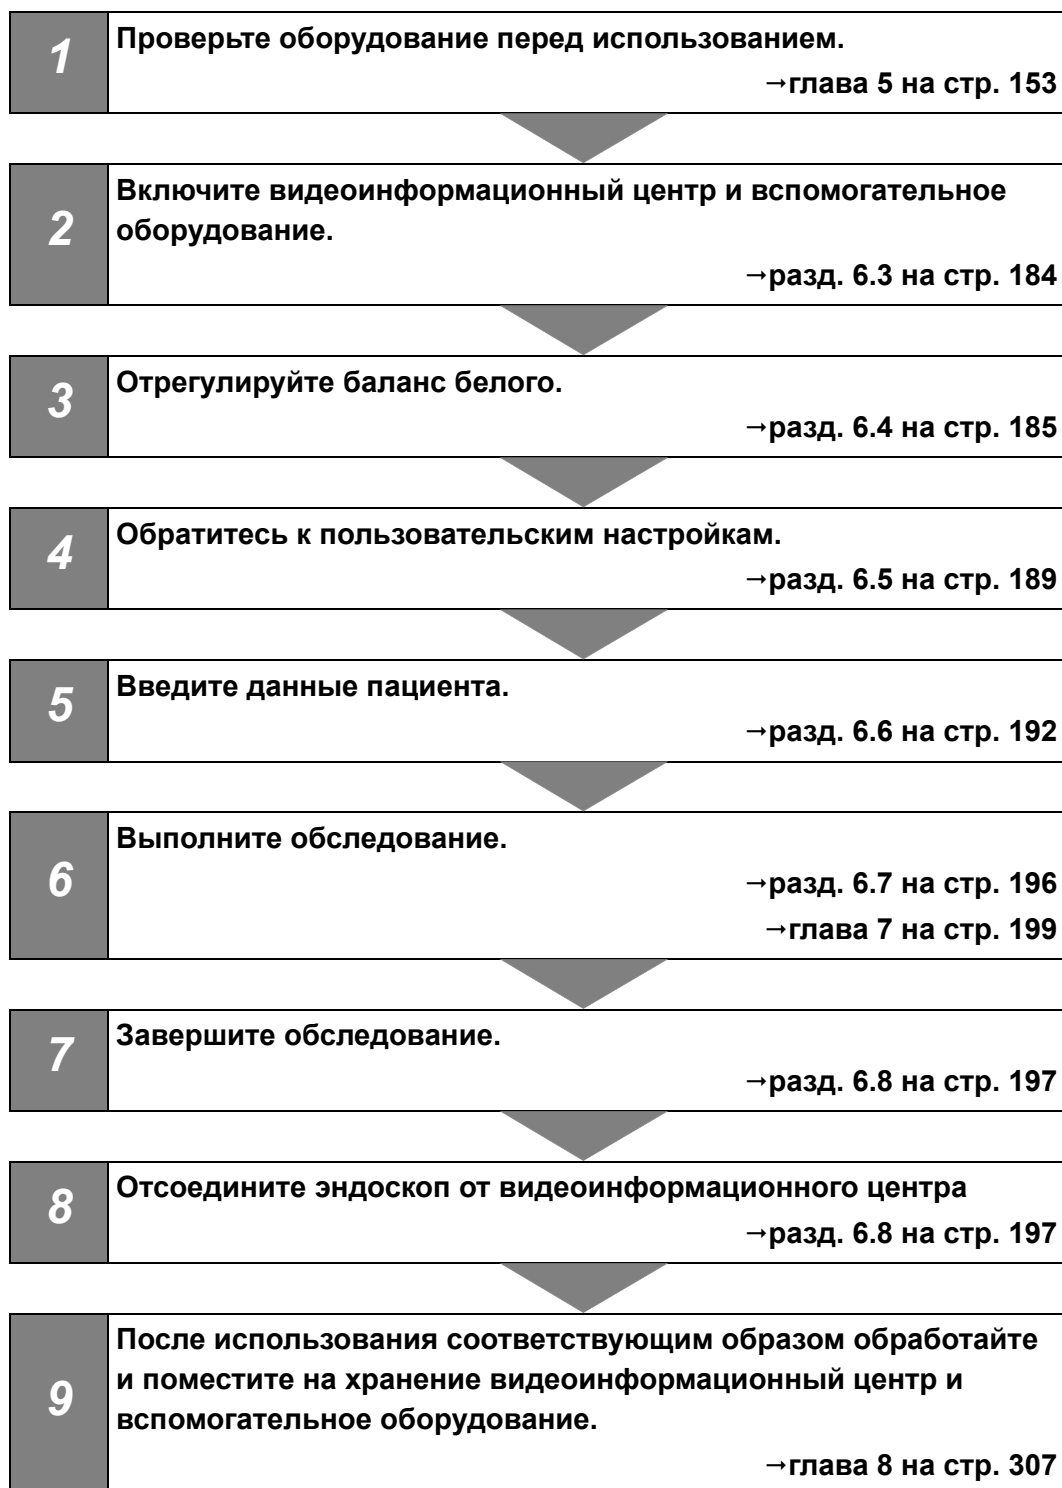 1
Проверьте оборудование перед использованием.
→глава 5 на стр. 153
2
Включите видеоинформационный центр и вспомогательное
оборудование.
→разд. 6.3 на стр. 184
3
Отрегулируйте баланс белого.
→разд. 6.4 на стр. 185
4
Обратитесь к пользовательским настройкам.
→разд. 6.5 на стр. 189
5
Введите данные пациента.
→разд. 6.6 на стр. 192
6
Выполните обследование.
→разд. 6.7 на стр. 196
→глава 7 на стр. 199
7
Завершите обследование.
→разд. 6.8 на стр. 197
8
Отсоедините эндоскоп от видеоинформационного центра
→разд. 6.8 на стр. 197
9
После использования соответствующим образом обработайте
и поместите на хранение видеоинформационный центр и
вспомогательное оборудование.
→глава 8 на стр. 307